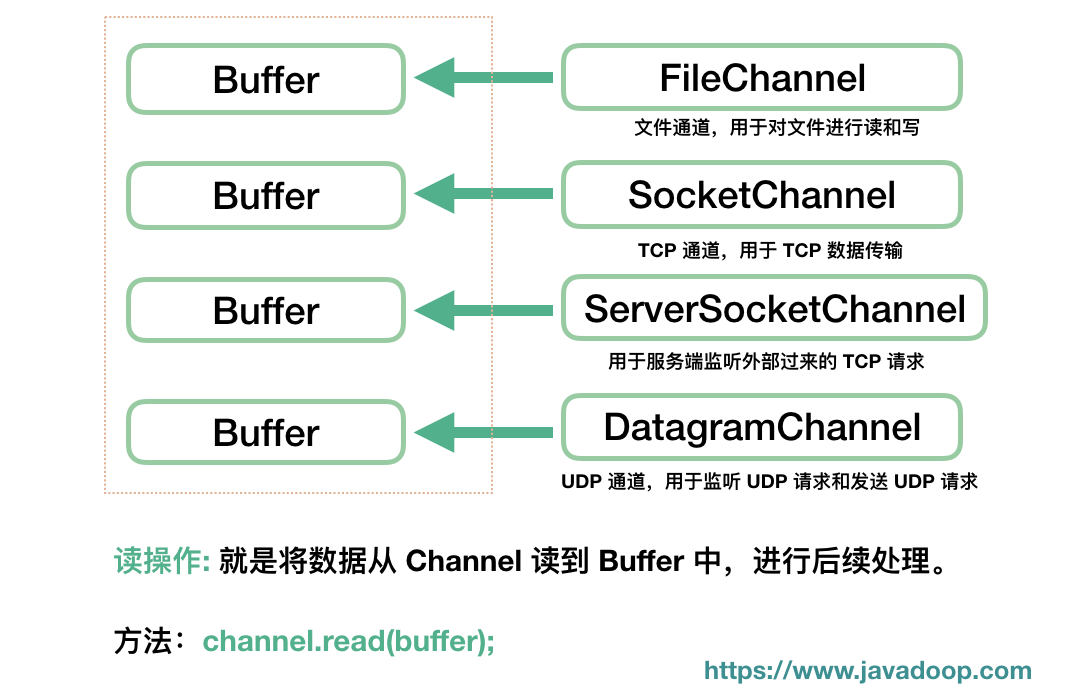 Buffer
FileChannel
文件通道，用于对文件进行读和写
Buffer
SocketChannel
TCP 通道，用于 TCP 数据传输
Buffer
ServerSocketChannel
用于服务端监听外部过来的 TCP 请求
Buffer
DatagramChannel
UDP 通道，用于监听 UDP 请求和发送 UDP 请求
读操作: 就是将数据从 Channel 读到 Buffer 中，进行后续处理。
方法：channel.read(buffer);
https://www.javadoop.com